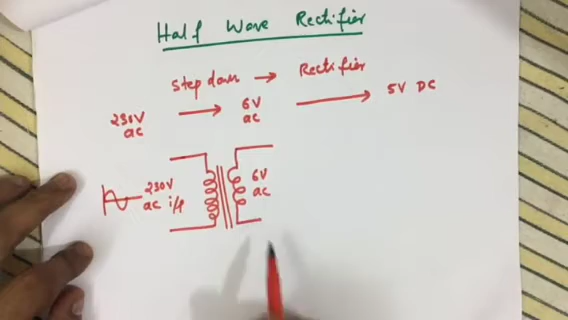 Half Wave Rectifier
Step down → Rectifier
230V ac → 6V ac → 5V DC
230V ac i/p
6V ac